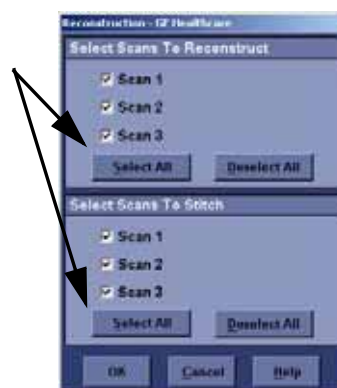 Reconstruction - GE Healthcare
Select Scans To Reconstruct
Scan 1
Scan 2
Scan 3
Select All Deselect All
Select Scans To Stitch
Scan 1
Scan 2
Scan 3
Select All Deselect All
OK Cancel Help